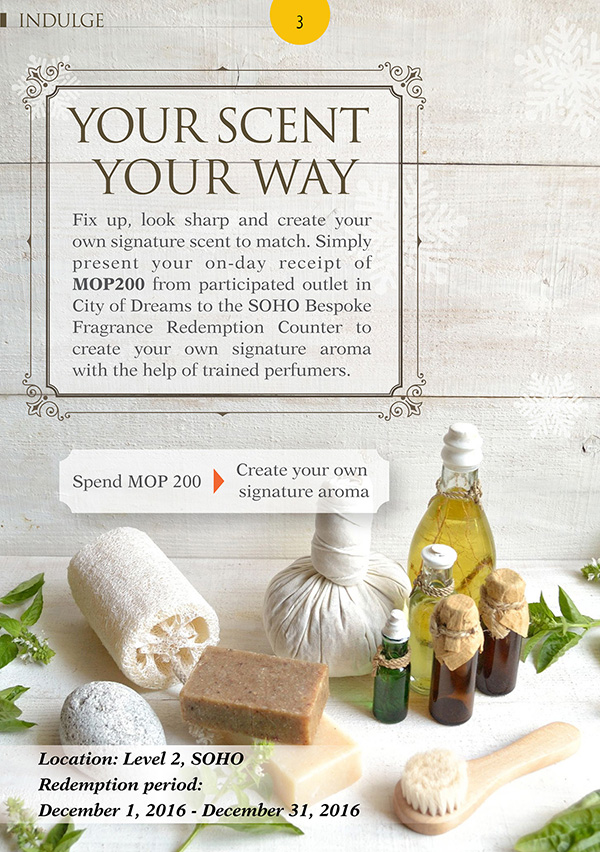 INDULGE
3
YOUR SCENT
YOUR WAY
Fix up, look sharp and create your
own signature scent to match. Simply
present your on-day receipt of
MOP200 from participated outlet in
City of Dreams to the SOHO Bespoke
Fragrance Redemption Counter to
create your own signature aroma
with the help of trained perfumers.
Spend MOP 200
Create your own
signature aroma
Location: Level 2, SOHO
Redemption period:
December 1, 2016 - December 31, 2016